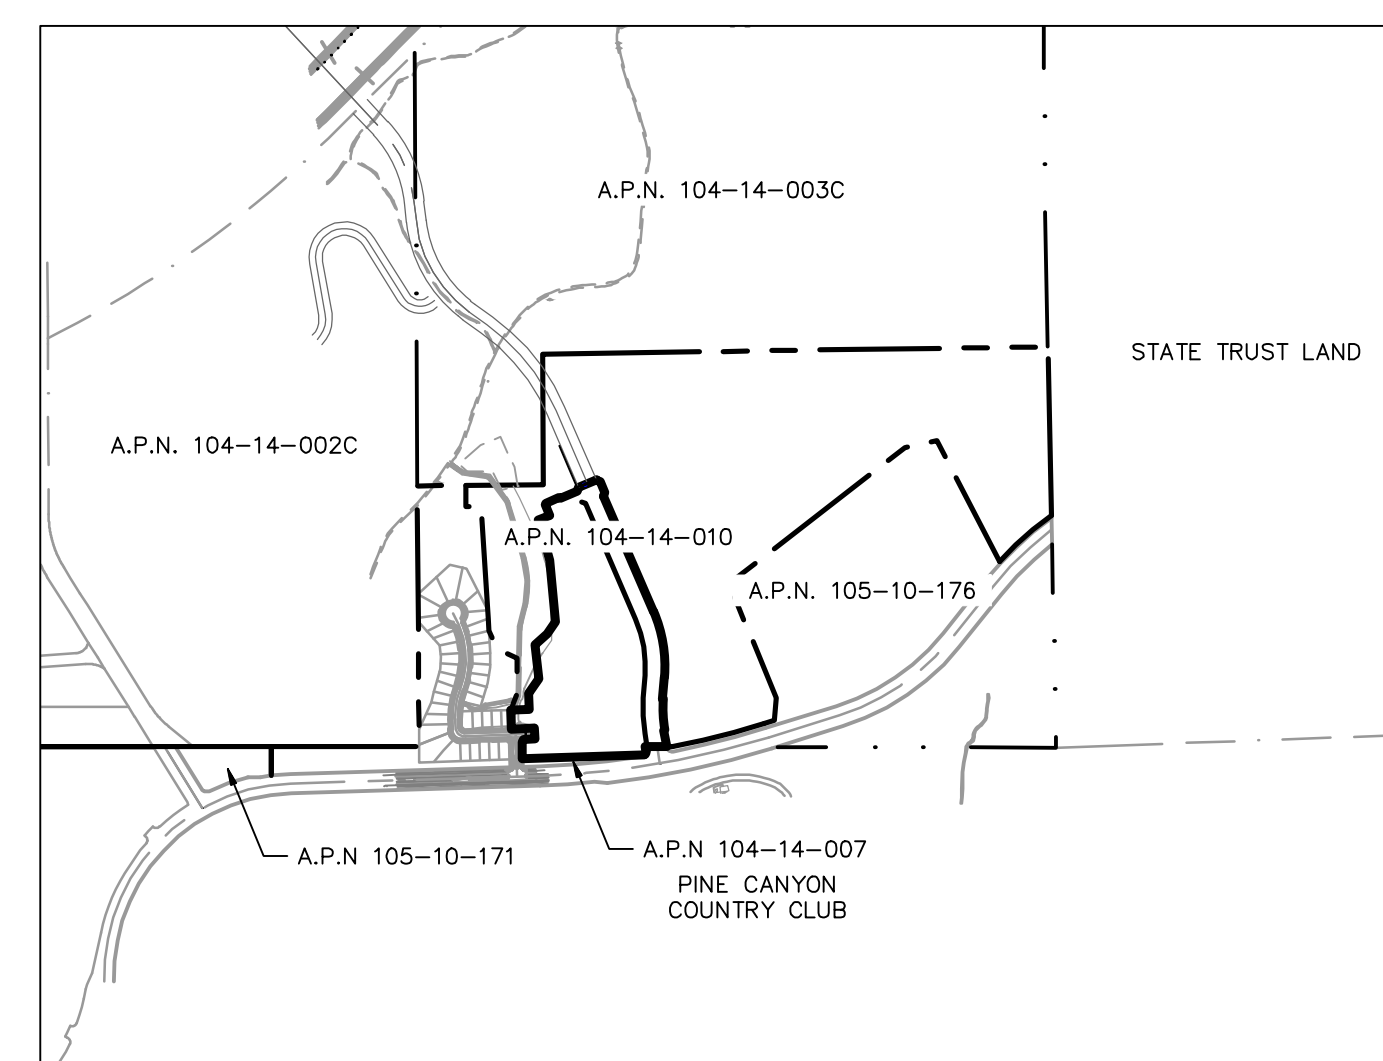 A.P.N. 104-14-003C
STATE TRUST LAND
A.P.N. 104-14-002C
A.P.N. 104-14-010
A.P.N. 105-10-176
A.P.N 104-14-007
A.P.N 105-10-171
PINE CANYON
COUNTRY CLUB